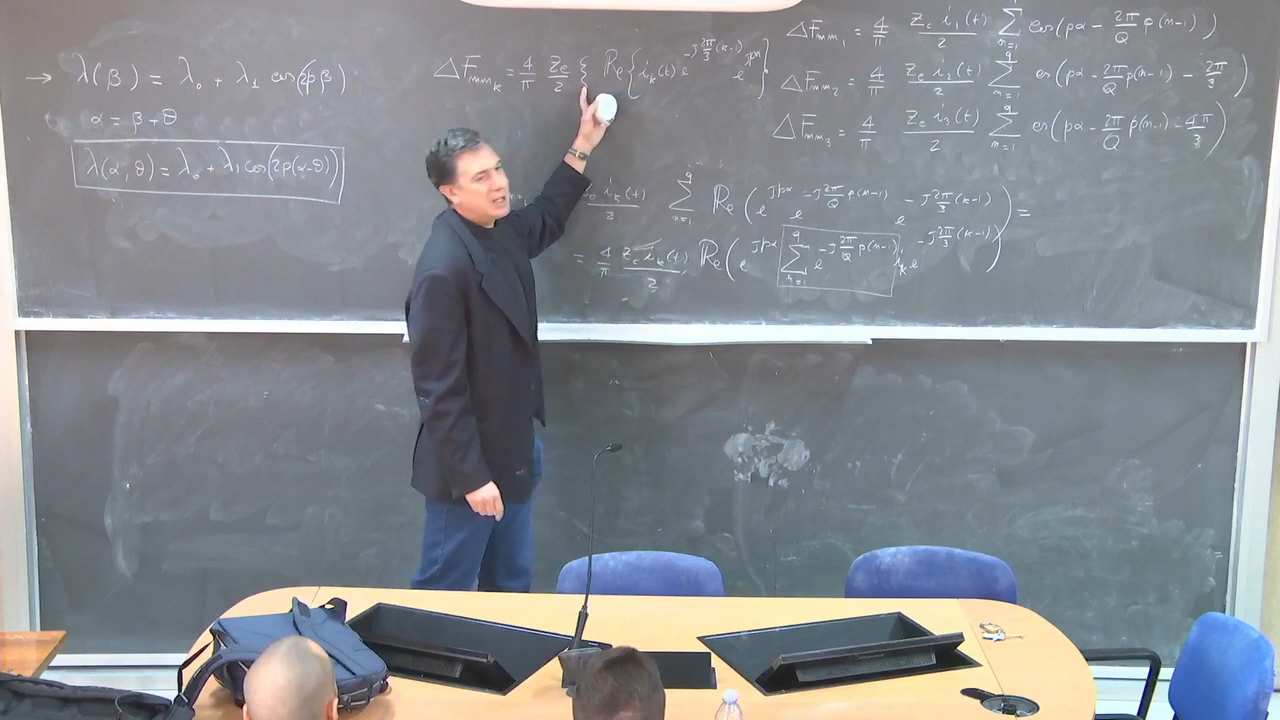 → λ(β) = λ₀ + λ₁ cos(2pβ)
α = β + θ
λ(α,θ) = λ₀ + λ₁ cos(2p(α-θ))
ΔF_mm_k = 4/π Z_c/2 ξ Re{ i_k(t) e^{-J 2π/3 (k-1)} e^{Jpα} }
ΔF_mm₁ = 4/π Z_c i₁(t)/2 Σ_{n=1}^{q} cos(pα - 2π/Q p(n-1))
ΔF_mm₂ = 4/π Z_c i₂(t)/2 Σ_{n=1}^{q} cos(pα - 2π/Q p(n-1) - 2π/3)
ΔF_mm₃ = 4/π Z_c i₃(t)/2 Σ_{n=1}^{q} cos(pα - 2π/Q p(n-1) - 4π/3)
Z_c i_k(t)/2 Σ_{n=1}^{q} Re( e^{Jpα} e^{-J 2π/Q p(n-1)} e^{-J 2π/3 (k-1)} ) =
= 4/π Z_c i_k(t)/2 Re( e^{Jpα} Σ_{n=1}^{q} e^{-J 2π/Q p(n-1)} i_k e^{-J 2π/3 (k-1)} )